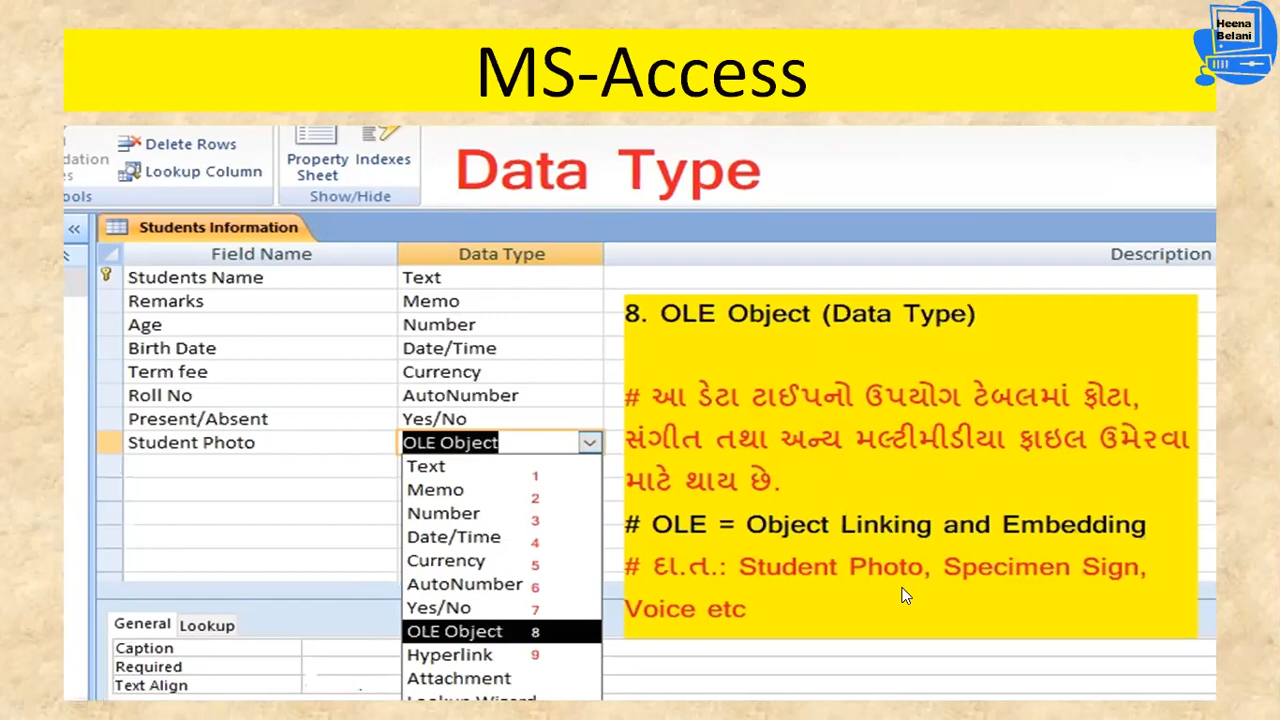 Heena
Belani
MS-Access
Delete Rows
dation
Lookup Column
Property Indexes
Sheet
ools
Show/Hide
Data Type
Students Information
Field Name Data Type Description
Students Name Text
Remarks Memo
Age Number
Birth Date Date/Time
Term fee Currency
Roll No AutoNumber
Present/Absent Yes/No
Student Photo OLE Object
Text 1
Memo 2
Number 3
Date/Time 4
Currency 5
AutoNumber 6
Yes/No 7
OLE Object 8
Hyperlink 9
Attachment
Lookup Wizard
8. OLE Object (Data Type)
# આ ડેટા ટાઈપનો ઉપયોગ ટેબલમાં ફોટા,
સંગીત તથા અન્ય મલ્ટીમીડીયા ફાઇલ ઉમેરવા
માટે થાય છે.
# OLE = Object Linking and Embedding
# દા.ત.: Student Photo, Specimen Sign,
Voice etc
General Lookup
Caption
Required
Text Align